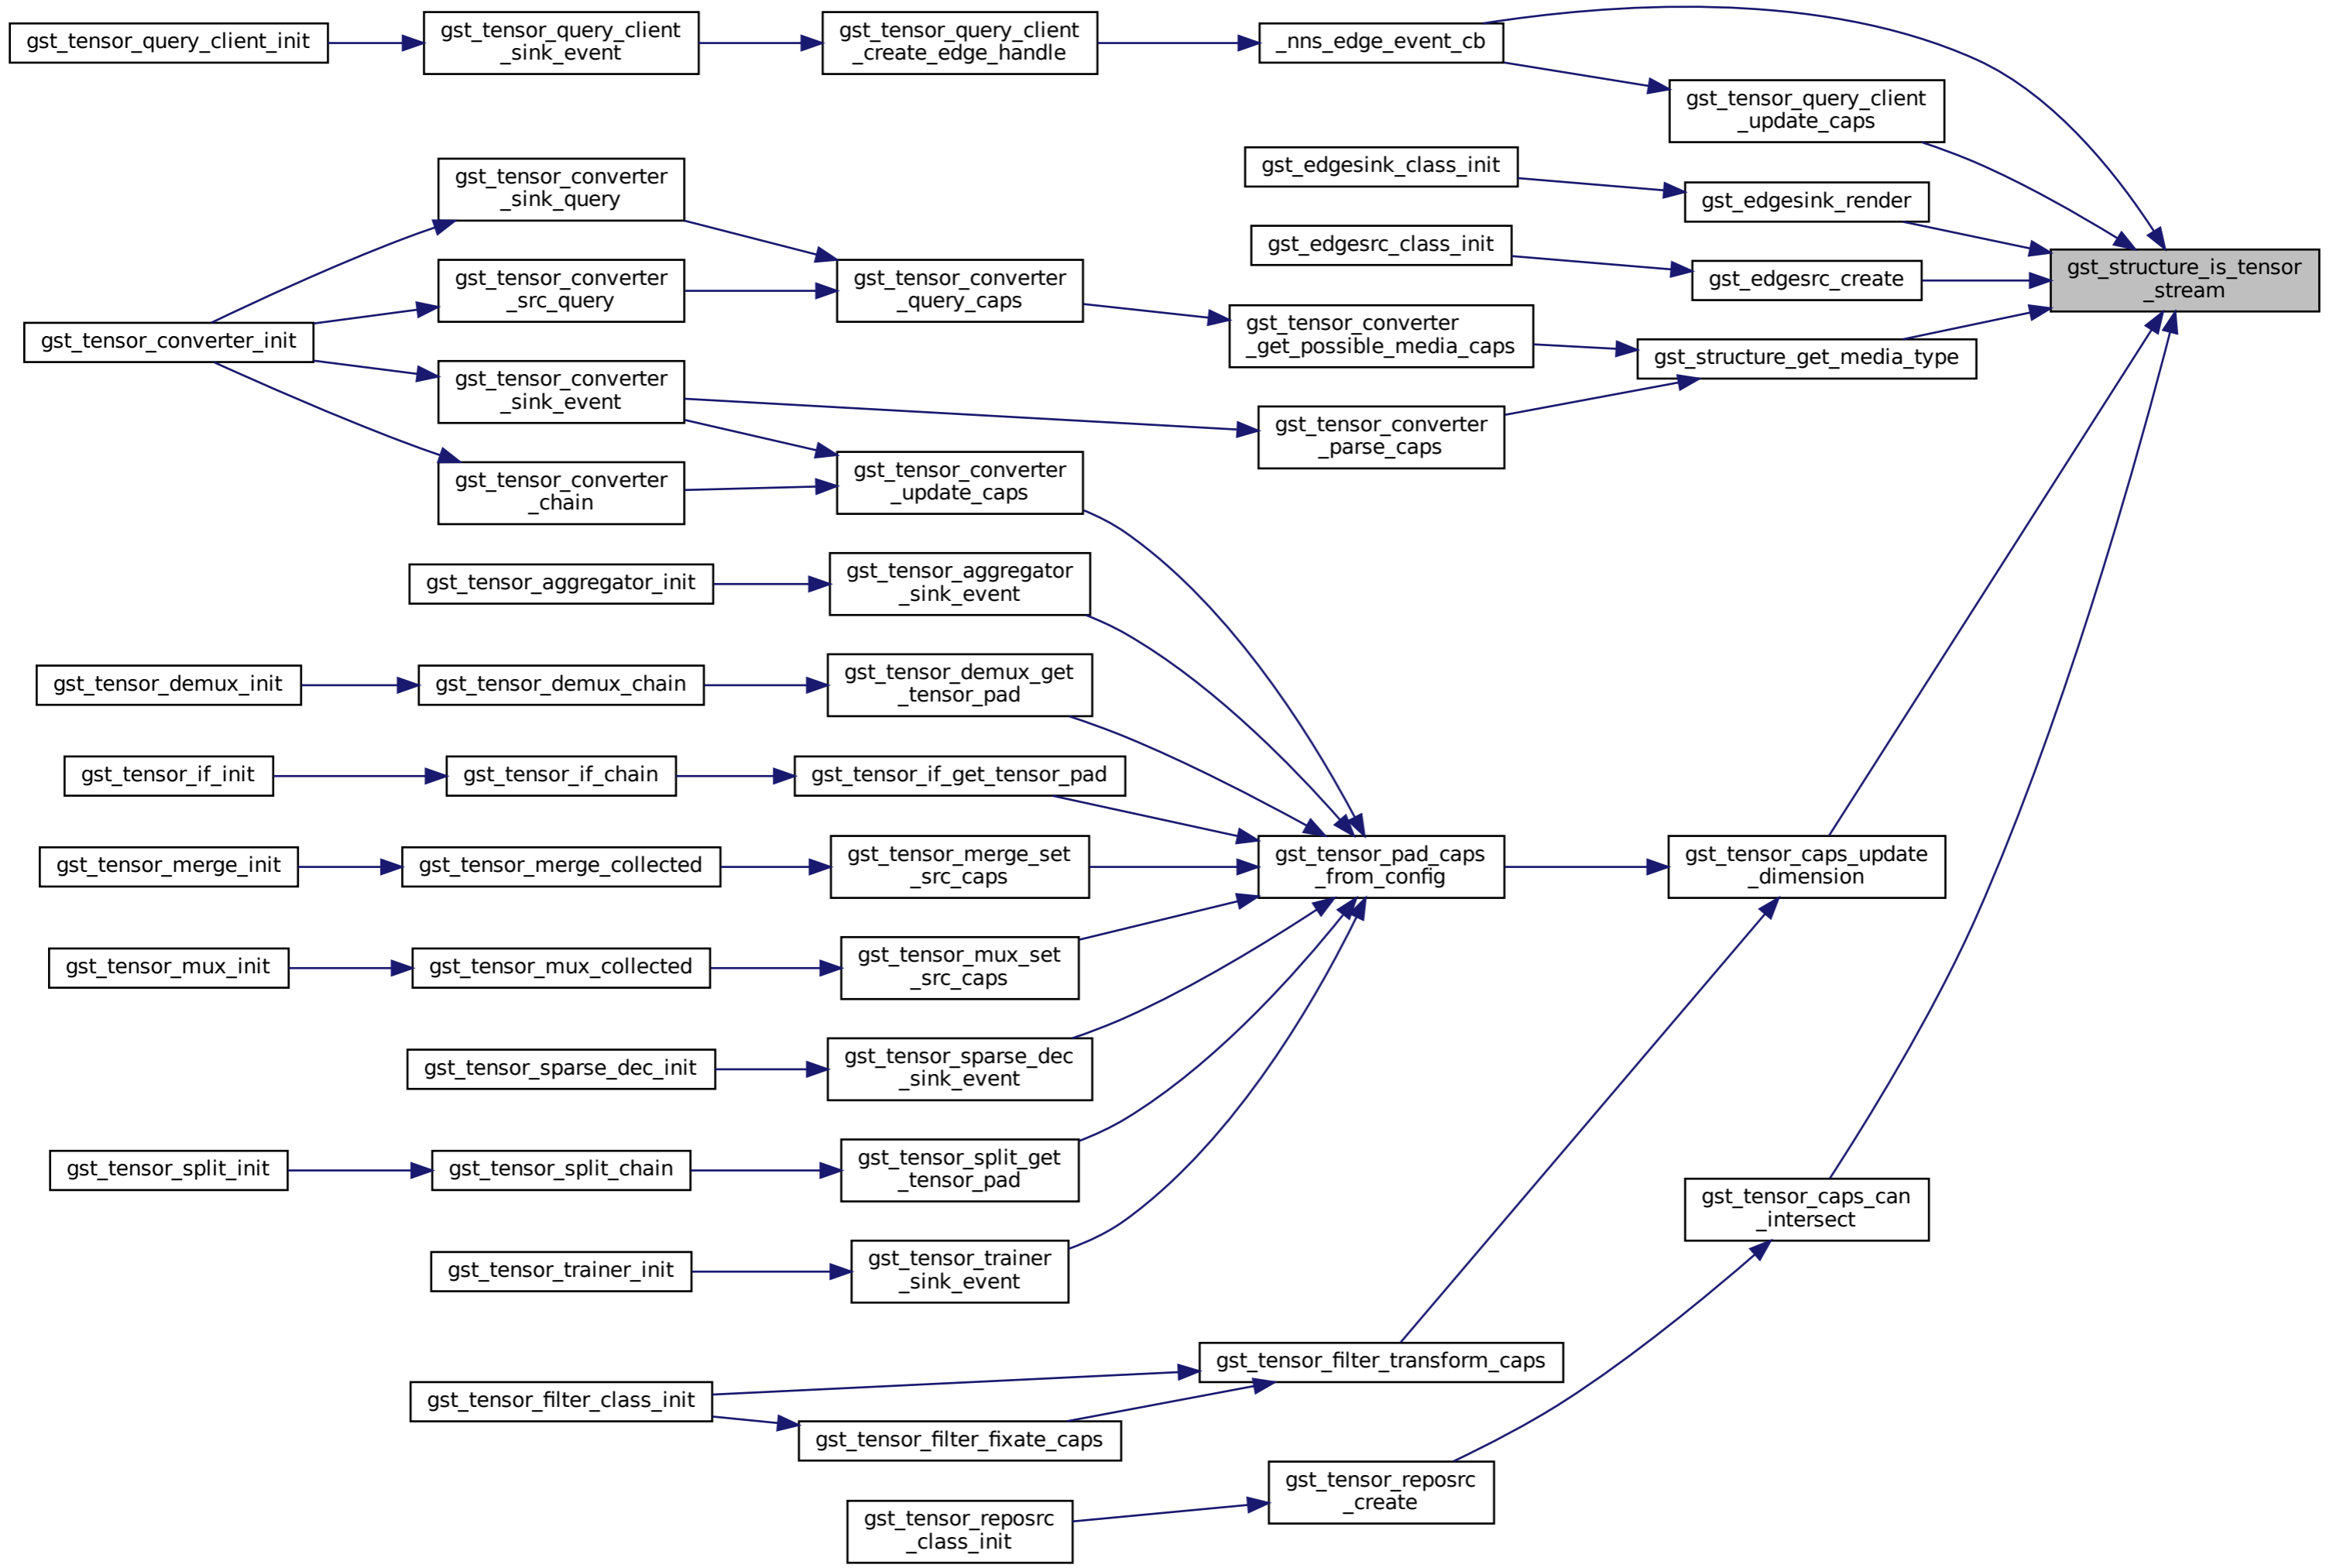 gst_tensor_query_client_init
gst_tensor_query_client
_sink_event
gst_tensor_query_client
_create_edge_handle
_nns_edge_event_cb
gst_tensor_query_client
_update_caps
gst_edgesink_class_init
gst_edgesink_render
gst_edgesrc_class_init
gst_edgesrc_create
gst_structure_is_tensor
_stream
gst_tensor_converter
_sink_query
gst_tensor_converter
_src_query
gst_tensor_converter
_query_caps
gst_tensor_converter
_get_possible_media_caps
gst_structure_get_media_type
gst_tensor_converter_init
gst_tensor_converter
_sink_event
gst_tensor_converter
_parse_caps
gst_tensor_converter
_chain
gst_tensor_converter
_update_caps
gst_tensor_aggregator_init
gst_tensor_aggregator
_sink_event
gst_tensor_demux_init
gst_tensor_demux_chain
gst_tensor_demux_get
_tensor_pad
gst_tensor_if_init
gst_tensor_if_chain
gst_tensor_if_get_tensor_pad
gst_tensor_merge_init
gst_tensor_merge_collected
gst_tensor_merge_set
_src_caps
gst_tensor_pad_caps
_from_config
gst_tensor_caps_update
_dimension
gst_tensor_mux_init
gst_tensor_mux_collected
gst_tensor_mux_set
_src_caps
gst_tensor_sparse_dec_init
gst_tensor_sparse_dec
_sink_event
gst_tensor_split_init
gst_tensor_split_chain
gst_tensor_split_get
_tensor_pad
gst_tensor_caps_can
_intersect
gst_tensor_trainer_init
gst_tensor_trainer
_sink_event
gst_tensor_filter_transform_caps
gst_tensor_filter_class_init
gst_tensor_filter_fixate_caps
gst_tensor_reposrc
_create
gst_tensor_reposrc
_class_init